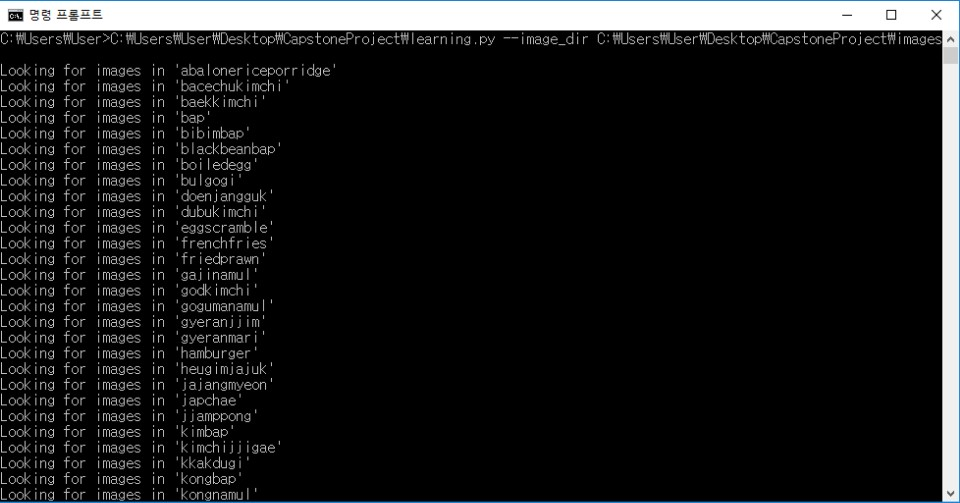 명령 프롬프트
C:₩Users₩User>C:₩Users₩User₩Desktop₩CapstoneProject₩learning.py --image_dir C:₩Users₩User₩Desktop₩CapstoneProject₩images
Looking for images in 'abalonericeporridge'
Looking for images in 'bacechukimchi'
Looking for images in 'baekkimchi'
Looking for images in 'bap'
Looking for images in 'bibimbap'
Looking for images in 'blackbeanbap'
Looking for images in 'boiledegg'
Looking for images in 'bulgogi'
Looking for images in 'doenjangguk'
Looking for images in 'dubukimchi'
Looking for images in 'eggscramble'
Looking for images in 'frenchfries'
Looking for images in 'friedprawn'
Looking for images in 'gajinamul'
Looking for images in 'godkimchi'
Looking for images in 'gogumanamul'
Looking for images in 'gyeranjjim'
Looking for images in 'gyeranmari'
Looking for images in 'hamburger'
Looking for images in 'heugimjajuk'
Looking for images in 'jajangmyeon'
Looking for images in 'japchae'
Looking for images in 'jjamppong'
Looking for images in 'kimbap'
Looking for images in 'kimchijjigae'
Looking for images in 'kkakdugi'
Looking for images in 'kongbap'
Looking for images in 'kongnamul'